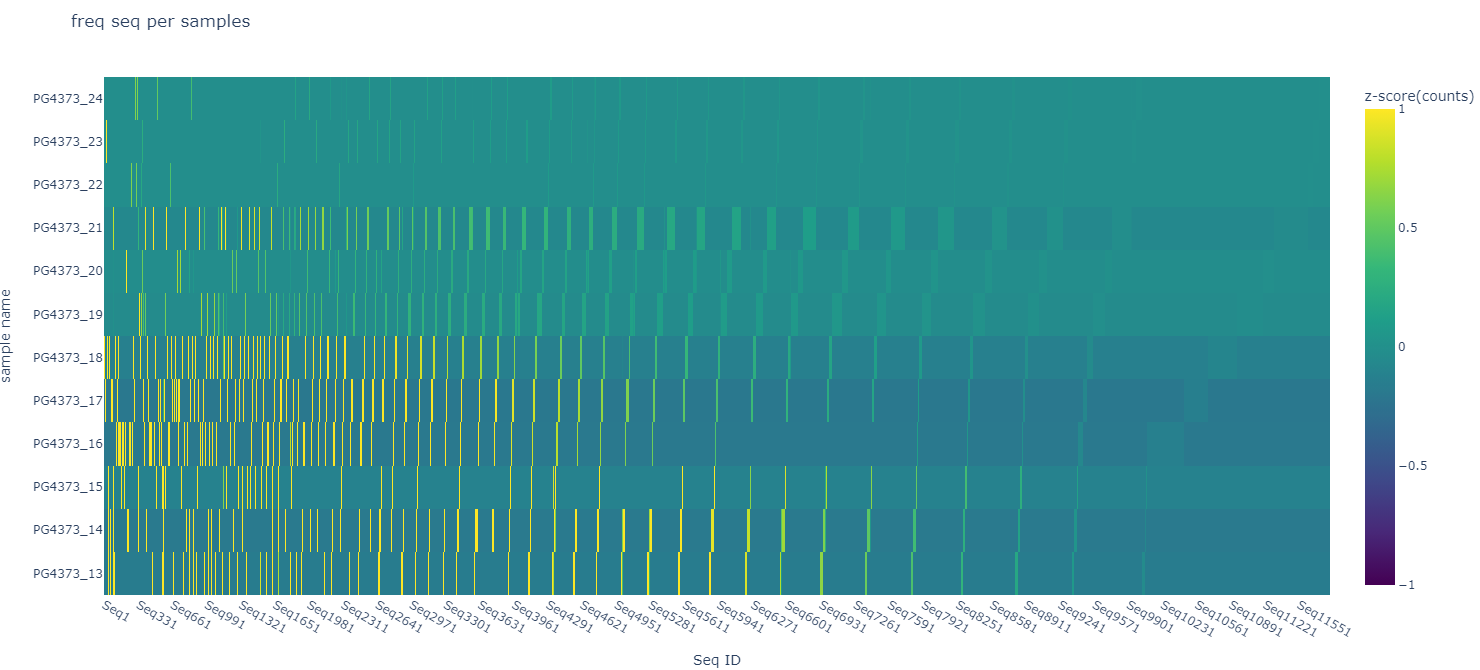 freq seq per samples
z-score(counts)
1
0.5
0
−0.5
−1
PG4373_24
PG4373_23
PG4373_22
PG4373_21
PG4373_20
PG4373_19
PG4373_18
PG4373_17
PG4373_16
PG4373_15
PG4373_14
PG4373_13
sample name
Seq1
Seq331
Seq661
Seq991
Seq1321
Seq1651
Seq1981
Seq2311
Seq2641
Seq2971
Seq3301
Seq3631
Seq3961
Seq4291
Seq4621
Seq4951
Seq5281
Seq5611
Seq5941
Seq6271
Seq6601
Seq6931
Seq7261
Seq7591
Seq7921
Seq8251
Seq8581
Seq8911
Seq9241
Seq9571
Seq9901
Seq10231
Seq10561
Seq10891
Seq11221
Seq11551
Seq ID